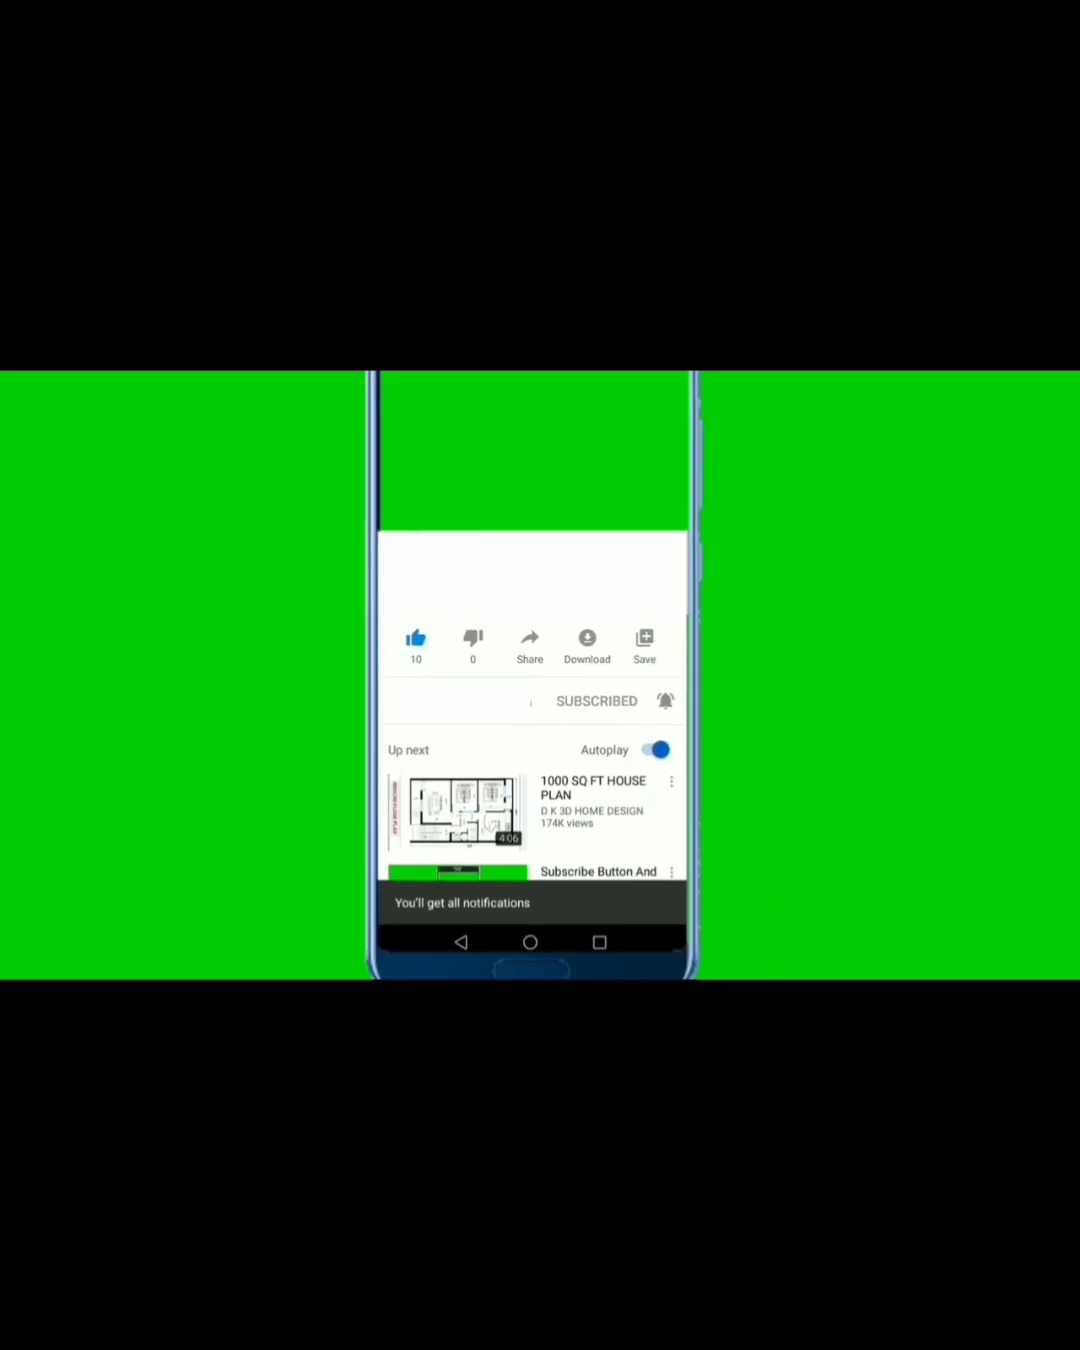 10
0
Share
Download
Save
SUBSCRIBED
Up next
Autoplay
1000 SQ FT HOUSE
PLAN
D K 3D HOME DESIGN
174K views
4:06
Subscribe Button And
You'll get all notifications